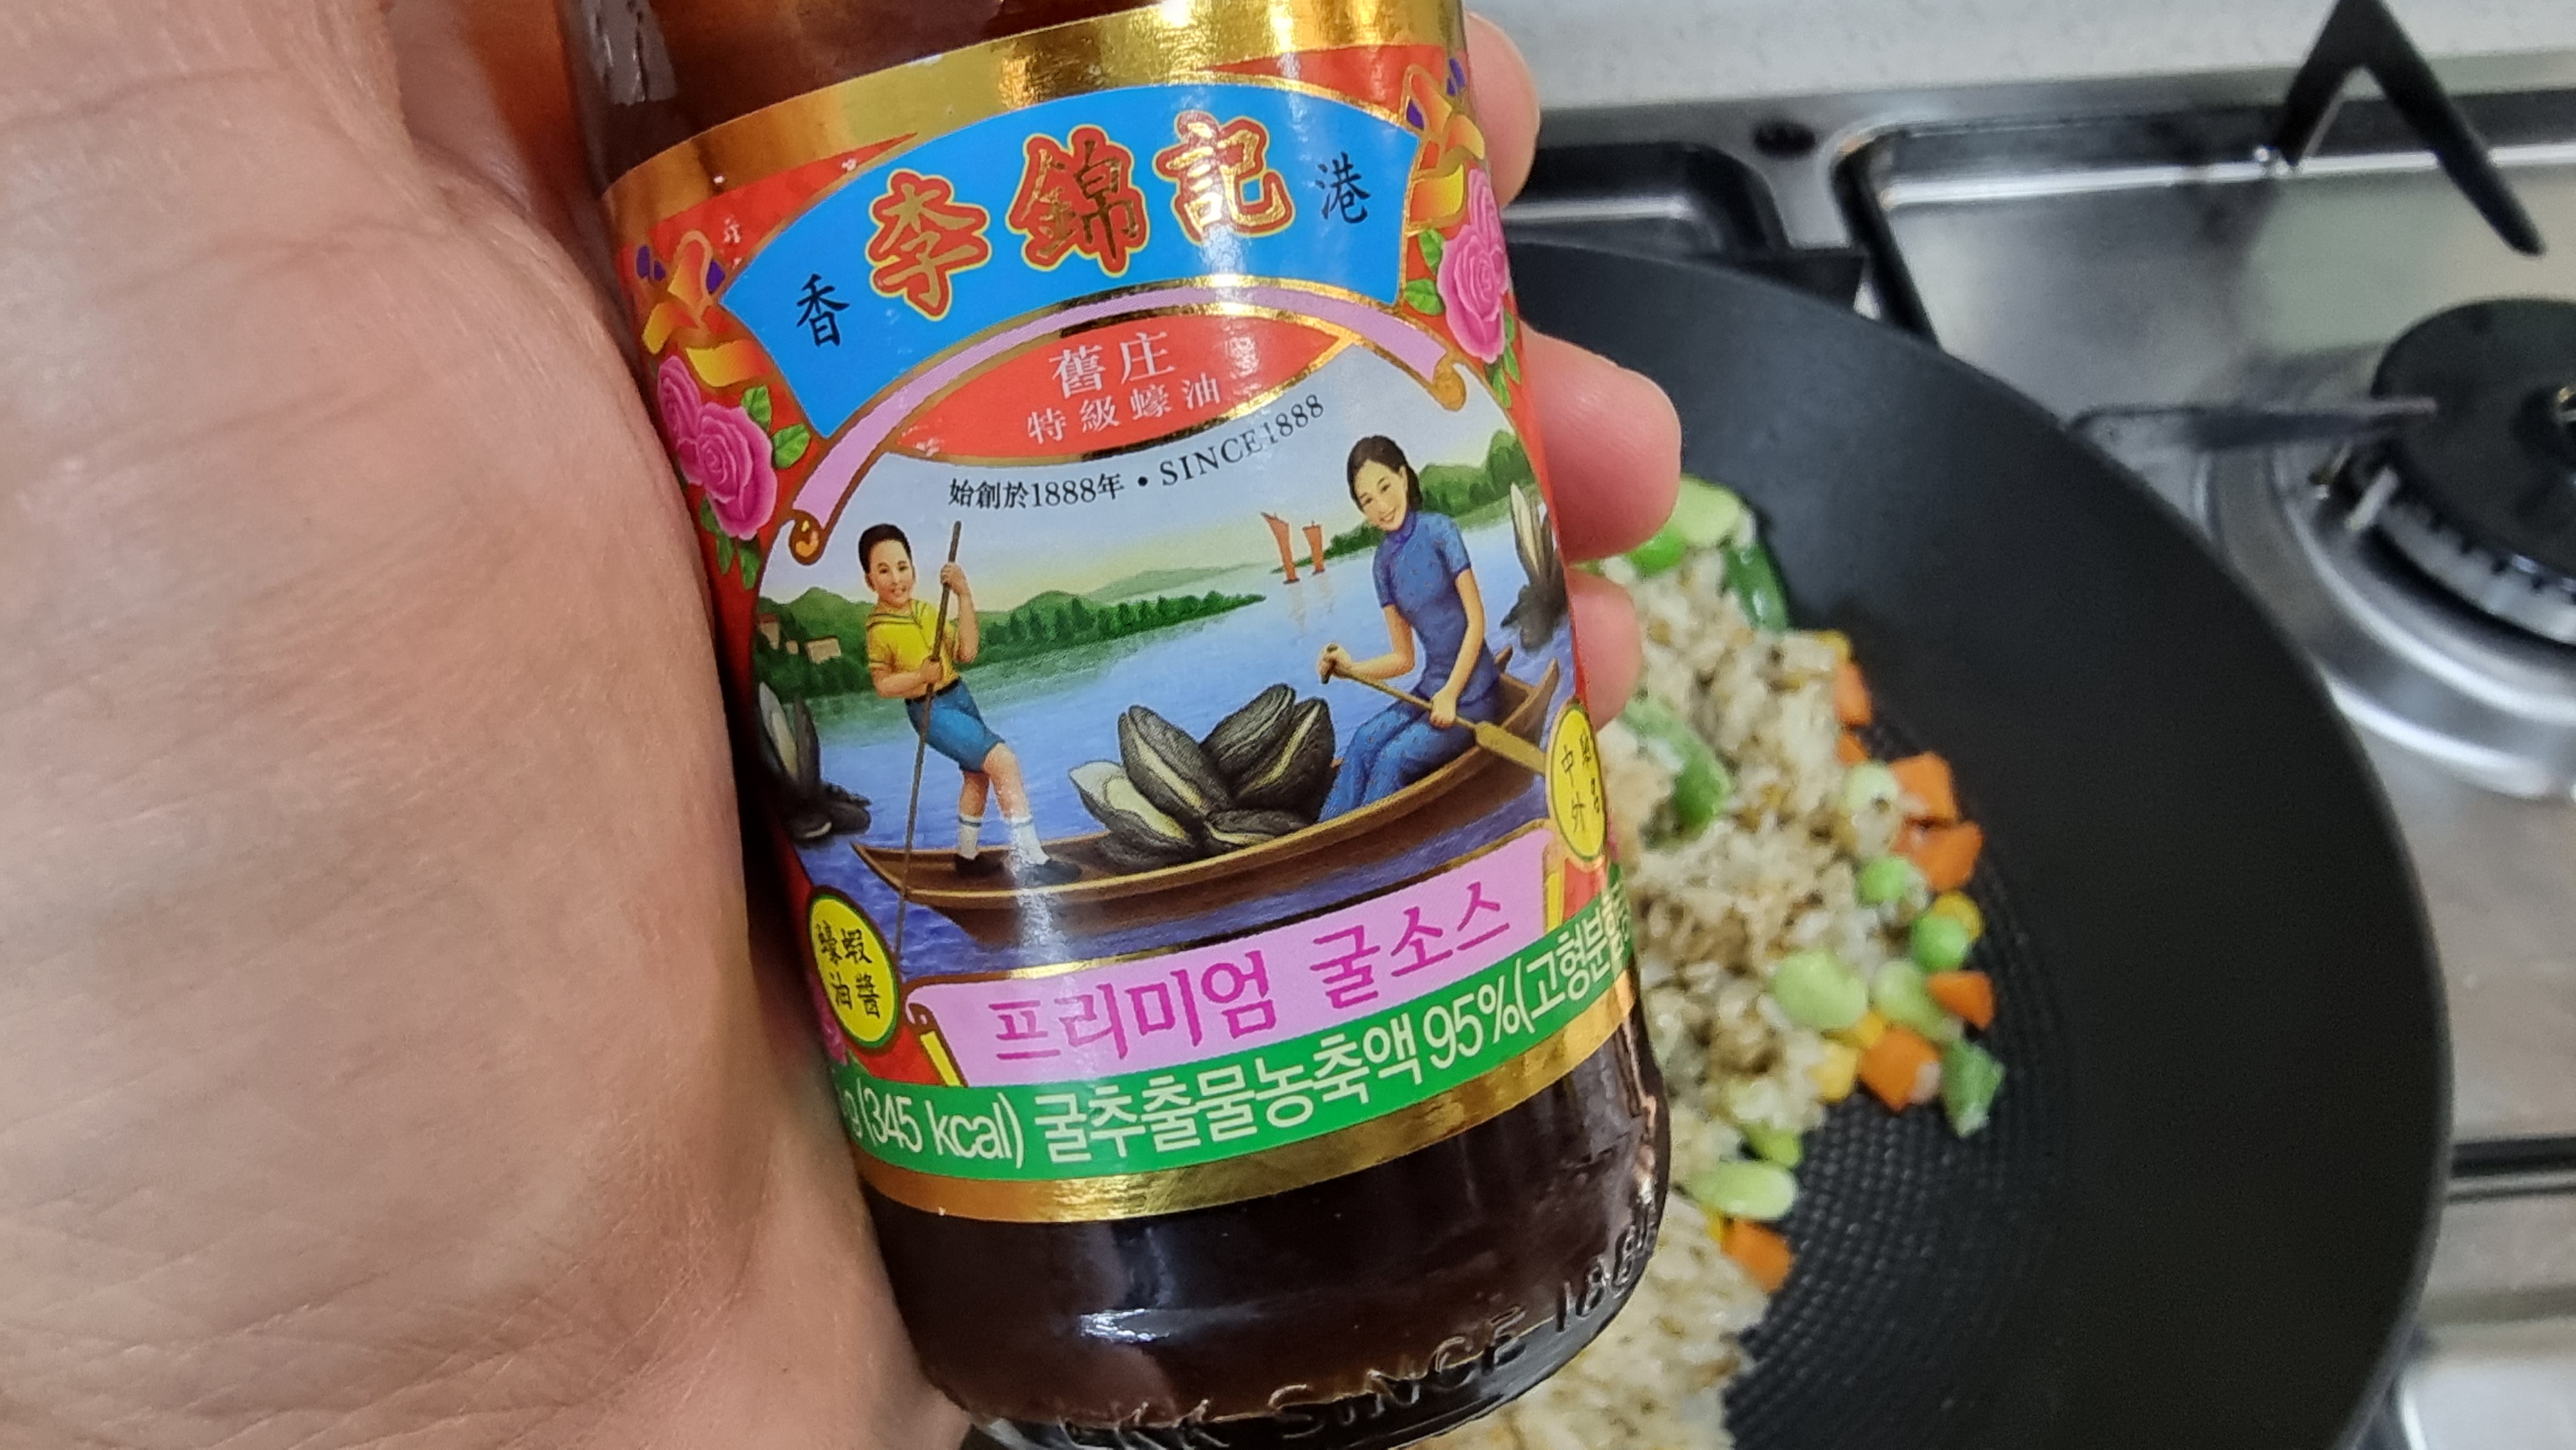 香 李錦記 港
舊庄
特級蠔油
始創於1888年 • SINCE 1888
中
外
蠔蝦
油醬
프리미엄 굴소스
g(345 kcal) 굴추출물농축액 95%(고형분
LKK SINCE 188